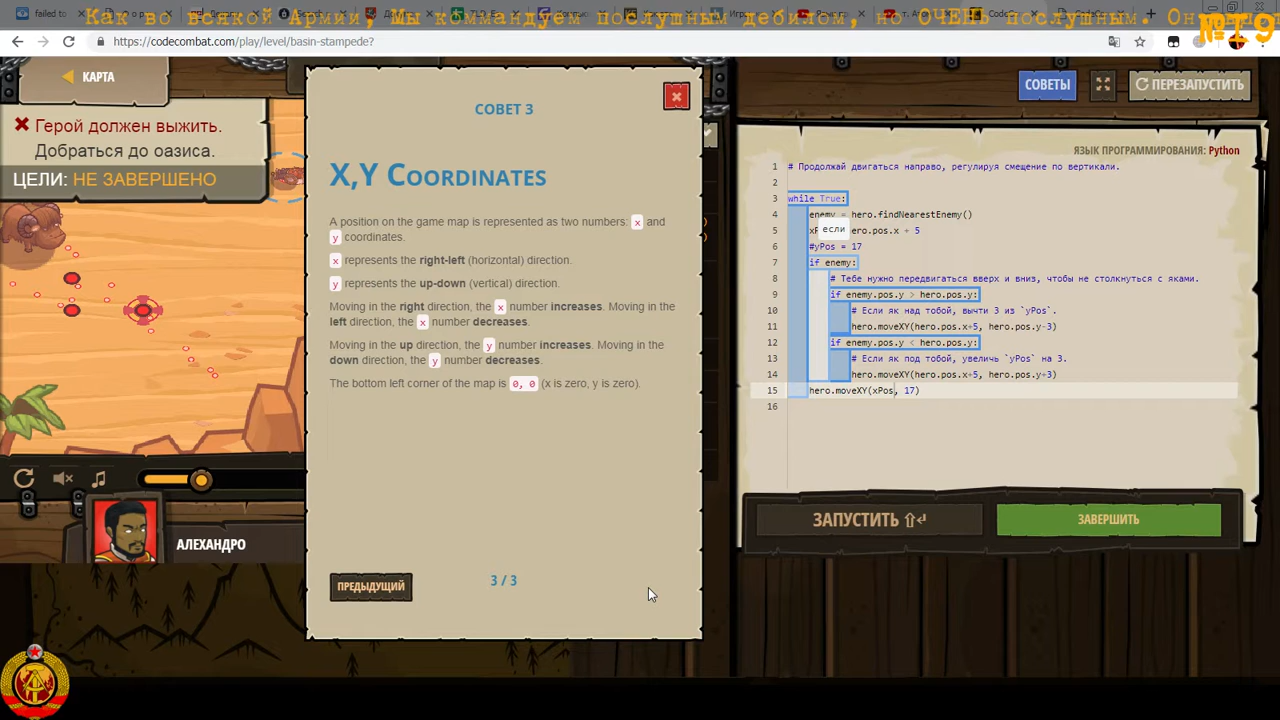 Как во всякой Армии, Мы командуем послушным дебилом, но ОЧЕНЬ послушным.
№19
failed to
https://codecombat.com/play/level/basin-stampede?
КАРТА
Герой должен выжить.
Добраться до оазиса.
ЦЕЛИ: НЕ ЗАВЕРШЕНО
АЛЕХАНДРО
СОВЕТ 3
X,Y COORDINATES
A position on the game map is represented as two numbers: x and
y coordinates.
x represents the right-left (horizontal) direction.
y represents the up-down (vertical) direction.
Moving in the right direction, the x number increases. Moving in the
left direction, the x number decreases.
Moving in the up direction, the y number increases. Moving in the
down direction, the y number decreases.
The bottom left corner of the map is 0, 0 (x is zero, y is zero).
ПРЕДЫДУЩИЙ
3 / 3
СОВЕТЫ
ПЕРЕЗАПУСТИТЬ
ЯЗЫК ПРОГРАММИРОВАНИЯ: Python
1 # Продолжай двигаться направо, регулируя смещение по вертикали.
2
3 while True:
4 enemy = hero.findNearestEnemy()
5 если ero.pos.x + 5
6 #yPos = 17
7 if enemy:
8 # Тебе нужно передвигаться вверх и вниз, чтобы не столкнуться с яками.
9 if enemy.pos.y > hero.pos.y:
10 # Если як над тобой, вычти 3 из `yPos`.
11 hero.moveXY(hero.pos.x+5, hero.pos.y-3)
12 if enemy.pos.y < hero.pos.y:
13 # Если як под тобой, увеличь `yPos` на 3.
14 hero.moveXY(hero.pos.x+5, hero.pos.y+3)
15 hero.moveXY(xPos, 17)
16
ЗАПУСТИТЬ
ЗАВЕРШИТЬ